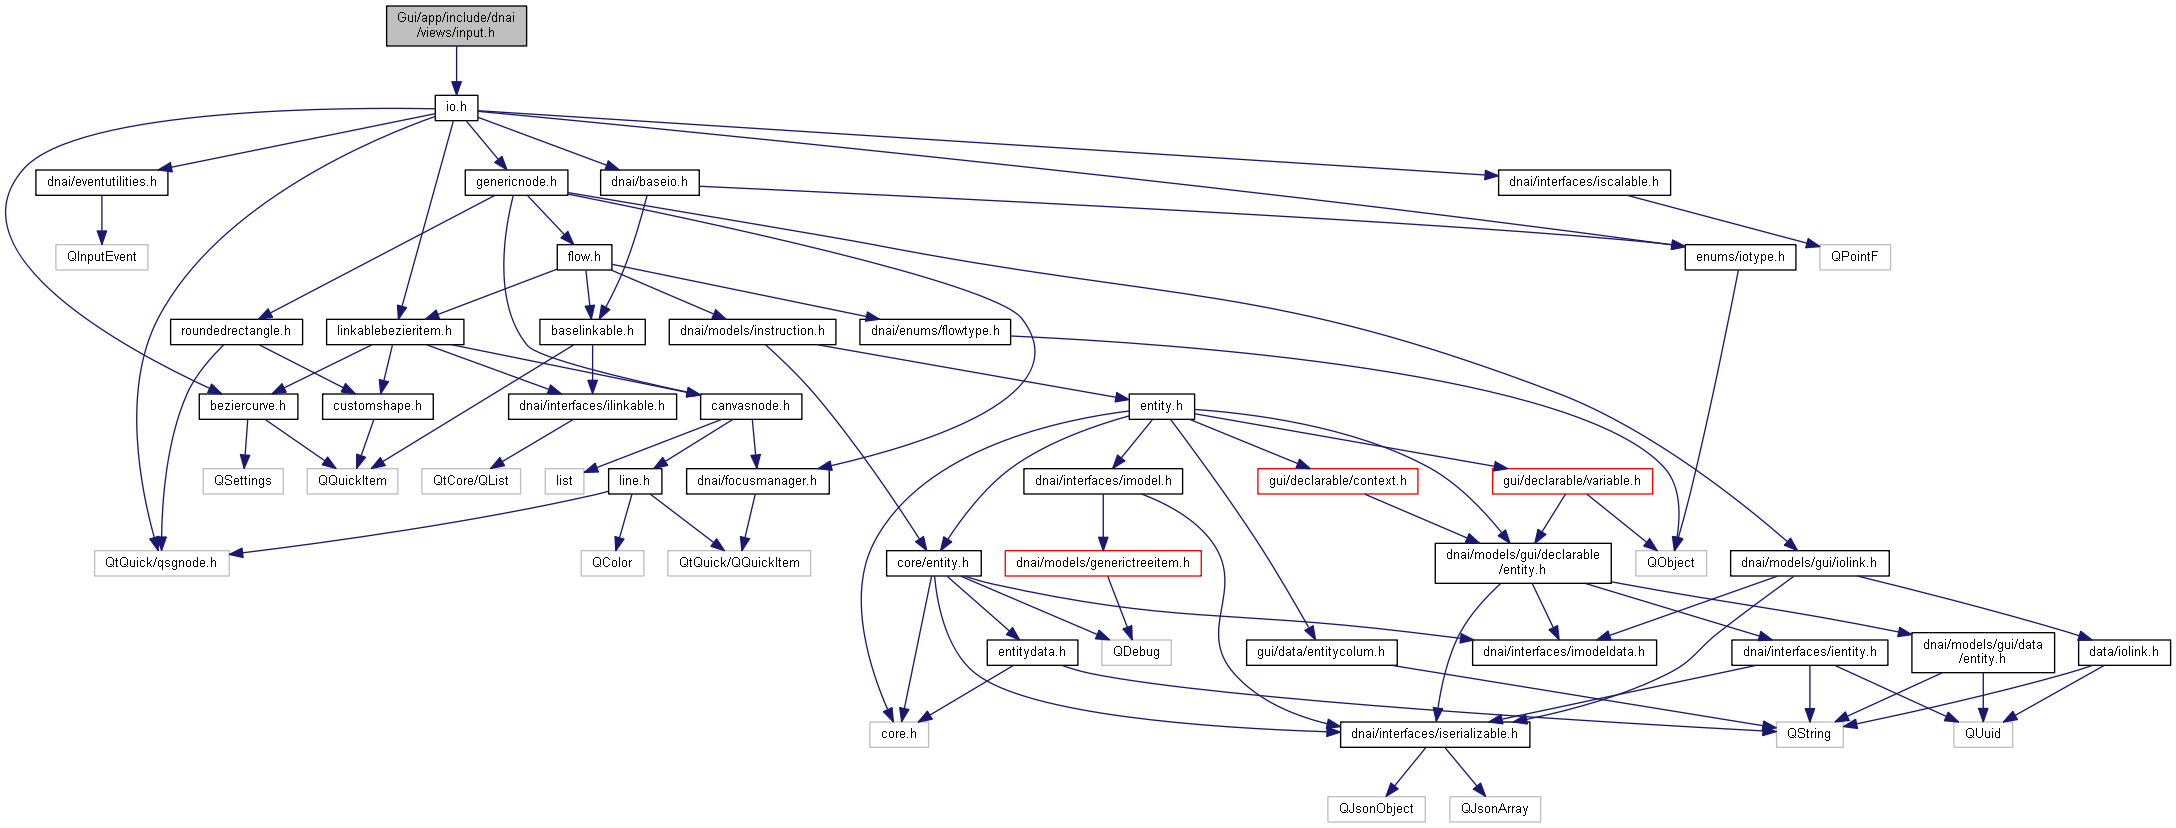 Gui/app/include/dnai
/views/input.h
io.h
dnai/eventutilities.h
genericnode.h
dnai/baseio.h
dnai/interfaces/iscalable.h
QInputEvent
flow.h
enums/iotype.h
QPointF
roundedrectangle.h
linkablebezieritem.h
baselinkable.h
dnai/models/instruction.h
dnai/enums/flowtype.h
beziercurve.h
customshape.h
dnai/interfaces/ilinkable.h
canvasnode.h
entity.h
QSettings
QQuickItem
QtCore/QList
list
line.h
dnai/focusmanager.h
dnai/interfaces/imodel.h
gui/declarable/context.h
gui/declarable/variable.h
QtQuick/qsgnode.h
QColor
QtQuick/QQuickItem
core/entity.h
dnai/models/generictreeitem.h
dnai/models/gui/declarable
/entity.h
QObject
dnai/models/gui/iolink.h
entitydata.h
QDebug
gui/data/entitycolum.h
dnai/interfaces/imodeldata.h
dnai/interfaces/ientity.h
dnai/models/gui/data
/entity.h
data/iolink.h
core.h
dnai/interfaces/iserializable.h
QString
QUuid
QJsonObject
QJsonArray